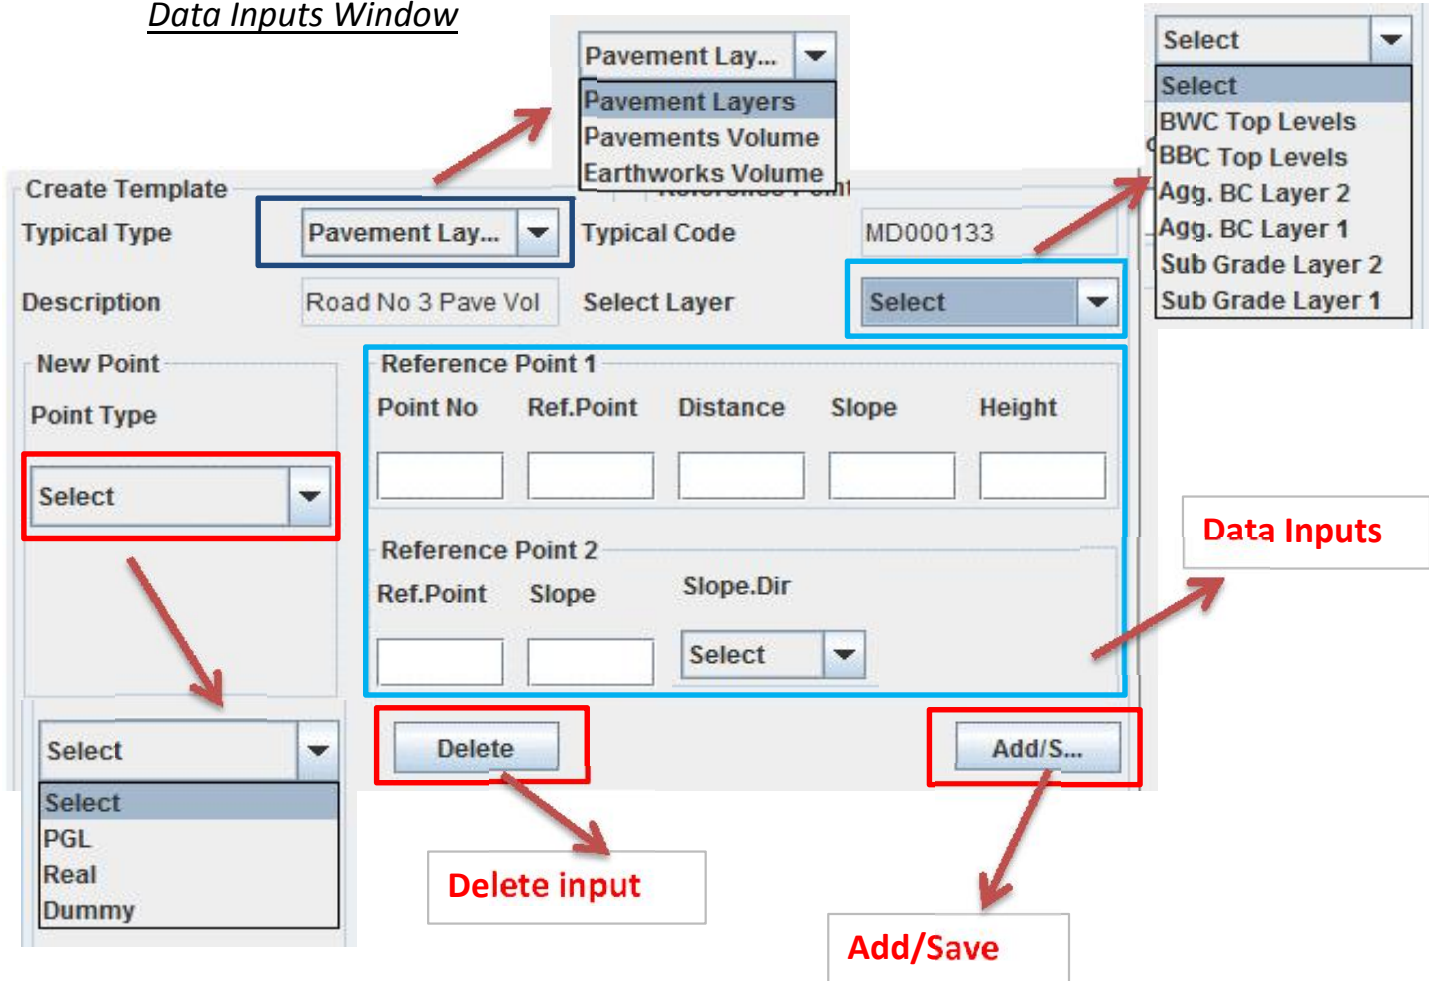 Data Inputs Window
Pavement Lay...
Pavement Layers
Pavements Volume
Earthworks Volume
Select
Select
BWC Top Levels
BBC Top Levels
Agg. BC Layer 2
Agg. BC Layer 1
Sub Grade Layer 2
Sub Grade Layer 1
Create Template
Typical Type
Pavement Lay...
Typical Code
MD000133
Description
Road No 3 Pave Vol
Select Layer
Select
New Point
Point Type
Select
Reference Point 1
Point No Ref.Point Distance Slope Height
Reference Point 2
Ref.Point Slope Slope.Dir
Select
Data Inputs
Select
Select
PGL
Real
Dummy
Delete
Add/S...
Delete input
Add/Save